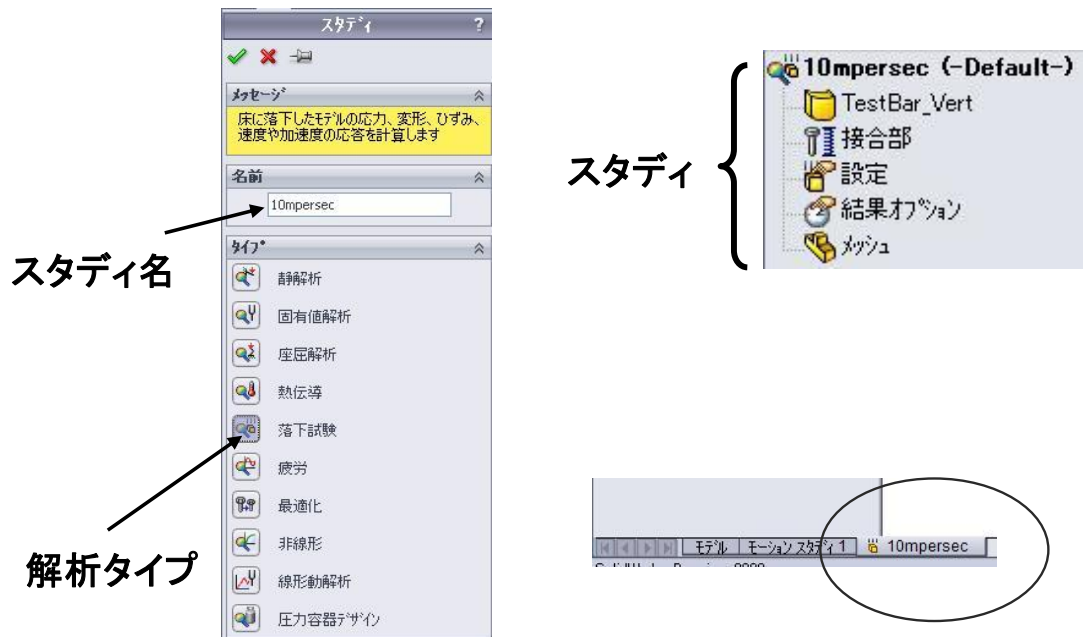 スタディ ?
メッセージ
床に落下したモデルの応力、変形、ひずみ、
速度や加速度の応答を計算します
名前
10mpersec
タイプ
静解析
固有値解析
座屈解析
熱伝導
落下試験
疲労
最適化
非線形
線形動解析
圧力容器デザイン
スタディ名
解析タイプ
スタディ
10mpersec (-Default-)
TestBar_Vert
接合部
設定
結果オプション
メッシュ
モデル
モーション スタディ 1
10mpersec